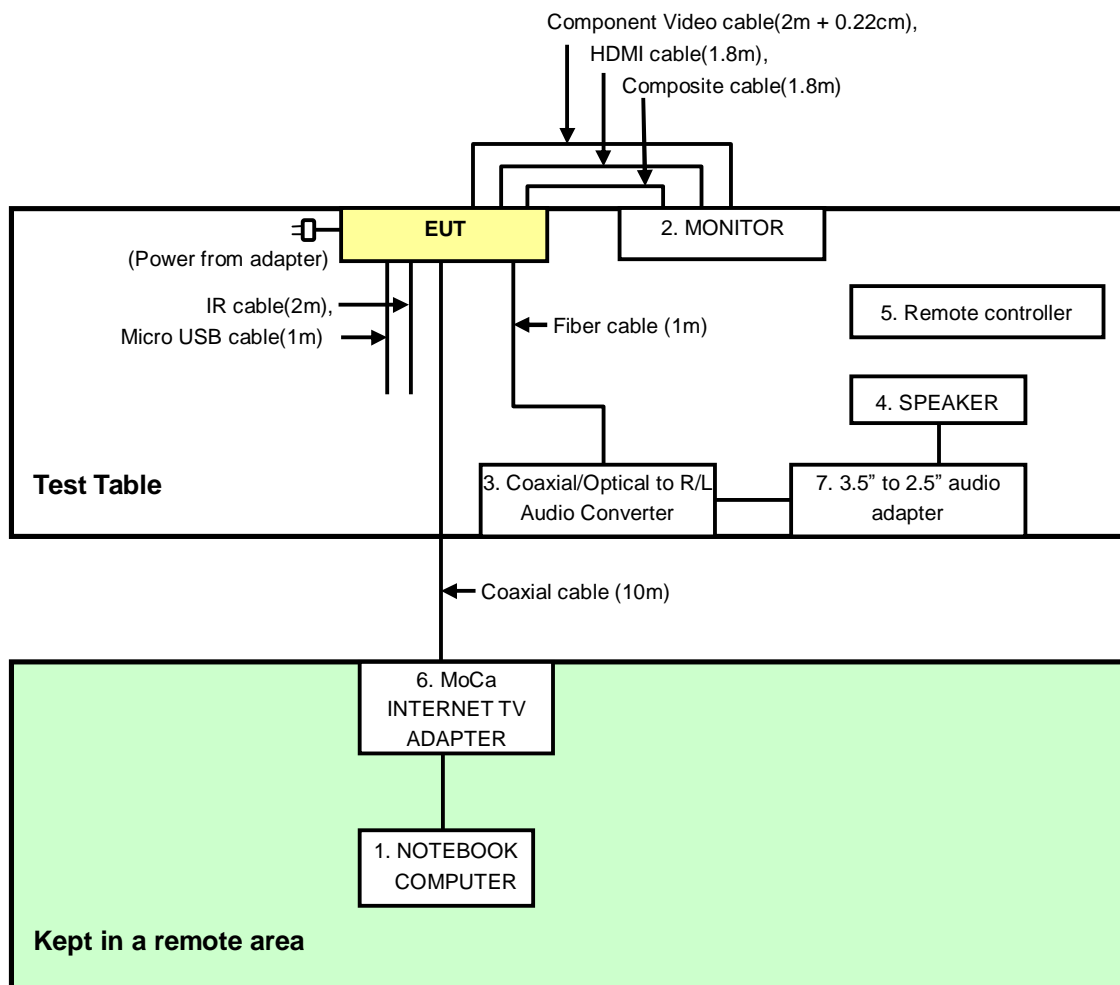 Component Video cable(2m + 0.22cm),
HDMI cable(1.8m),
Composite cable(1.8m)
EUT
2. MONITOR
(Power from adapter)
IR cable(2m),
Micro USB cable(1m)
Fiber cable (1m)
5. Remote controller
4. SPEAKER
Test Table
3. Coaxial/Optical to R/L
Audio Converter
7. 3.5” to 2.5” audio
adapter
Coaxial cable (10m)
6. MoCa
INTERNET TV
ADAPTER
1. NOTEBOOK
COMPUTER
Kept in a remote area